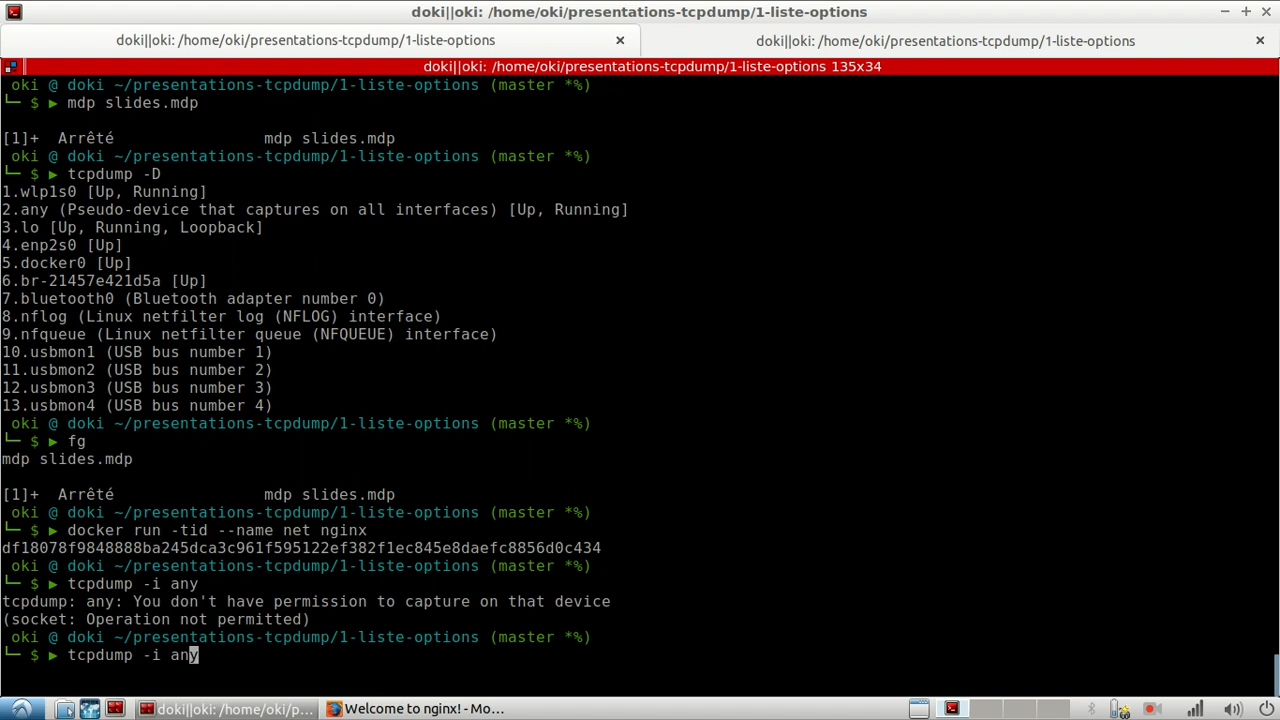 doki||oki: /home/oki/presentations-tcpdump/1-liste-options
doki||oki: /home/oki/presentations-tcpdump/1-liste-options
doki||oki: /home/oki/presentations-tcpdump/1-liste-options
doki||oki: /home/oki/presentations-tcpdump/1-liste-options 135x34
oki @ doki ~/presentations-tcpdump/1-liste-options (master *%)
└─ $ ▶ mdp slides.mdp
[1]+  Arrêté                 mdp slides.mdp
oki @ doki ~/presentations-tcpdump/1-liste-options (master *%)
└─ $ ▶ tcpdump -D
1.wlp1s0 [Up, Running]
2.any (Pseudo-device that captures on all interfaces) [Up, Running]
3.lo [Up, Running, Loopback]
4.enp2s0 [Up]
5.docker0 [Up]
6.br-21457e421d5a [Up]
7.bluetooth0 (Bluetooth adapter number 0)
8.nflog (Linux netfilter log (NFLOG) interface)
9.nfqueue (Linux netfilter queue (NFQUEUE) interface)
10.usbmon1 (USB bus number 1)
11.usbmon2 (USB bus number 2)
12.usbmon3 (USB bus number 3)
13.usbmon4 (USB bus number 4)
oki @ doki ~/presentations-tcpdump/1-liste-options (master *%)
└─ $ ▶ fg
mdp slides.mdp
[1]+  Arrêté                 mdp slides.mdp
oki @ doki ~/presentations-tcpdump/1-liste-options (master *%)
└─ $ ▶ docker run -tid --name net nginx
df18078f9848888ba245dca3c961f595122ef382f1ec845e8daefc8856d0c434
oki @ doki ~/presentations-tcpdump/1-liste-options (master *%)
└─ $ ▶ tcpdump -i any
tcpdump: any: You don't have permission to capture on that device
(socket: Operation not permitted)
oki @ doki ~/presentations-tcpdump/1-liste-options (master *%)
└─ $ ▶ tcpdump -i any
doki||oki: /home/oki/p...
Welcome to nginx! - Mo...